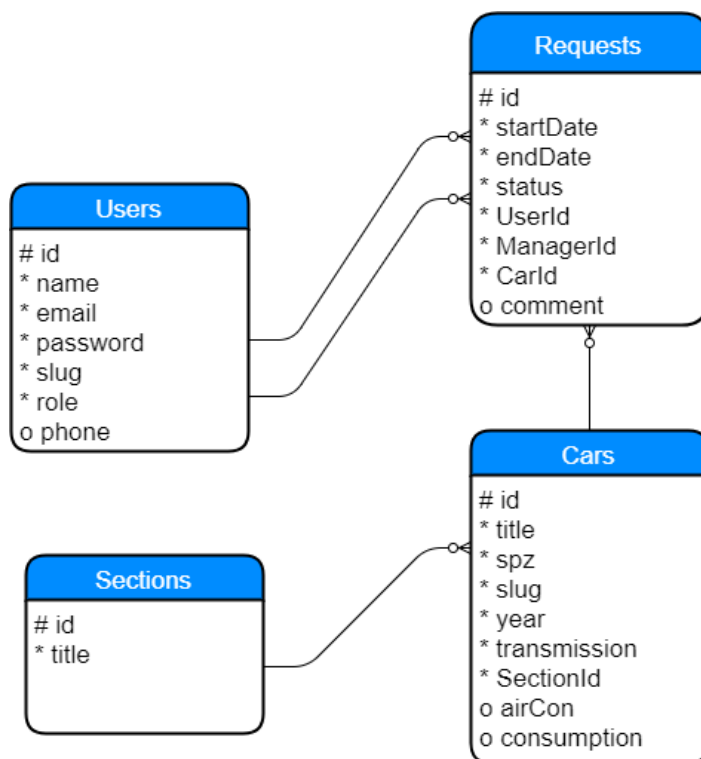 Requests
# id
* startDate
* endDate
* status
* UserId
* ManagerId
* CarId
o comment
Users
# id
* name
* email
* password
* slug
* role
o phone
Cars
# id
* title
* spz
* slug
* year
* transmission
* SectionId
o airCon
o consumption
Sections
# id
* title